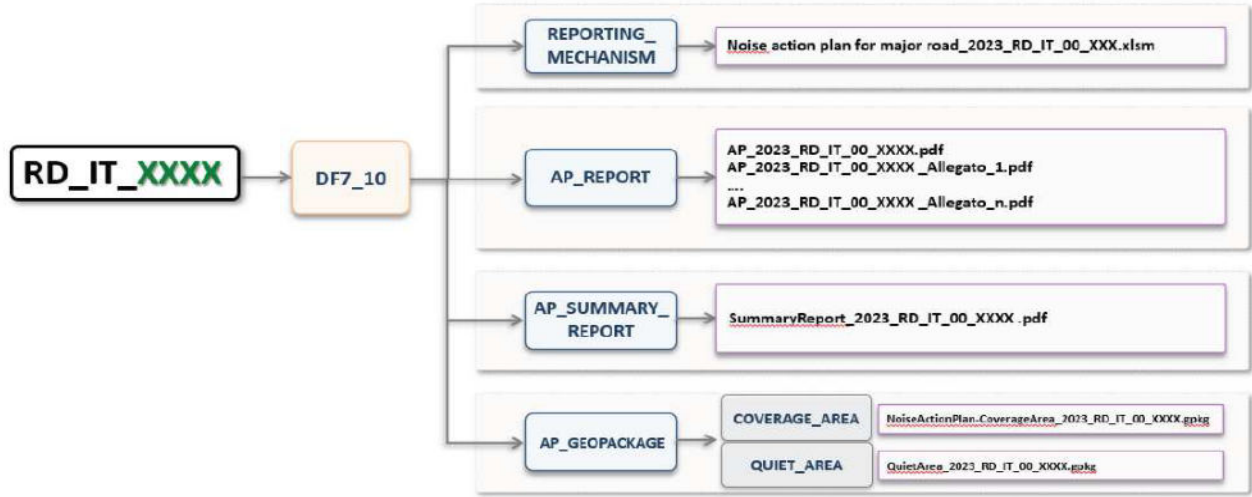 REPORTING_
MECHANISM
Noise action plan for major road_2023_RD_IT_00_XXX.xlsm
RD_IT_XXXX
DF7_10
AP_REPORT
AP_2023_RD_IT_00_XXXX.pdf
AP_2023_RD_IT_00_XXXX _Allegato_1.pdf
....
AP_2023_RD_IT_00_XXXX _Allegato_n.pdf
AP_SUMMARY_
REPORT
SummaryReport_2023_RD_IT_00_XXXX .pdf
AP_GEOPACKAGE
COVERAGE_AREA
NoiseActionPlan-CoverageArea_2023_RD_IT_00_XXXX.gpkg
QUIET_AREA
QuietArea_2023_RD_IT_00_XXXX.gpkg